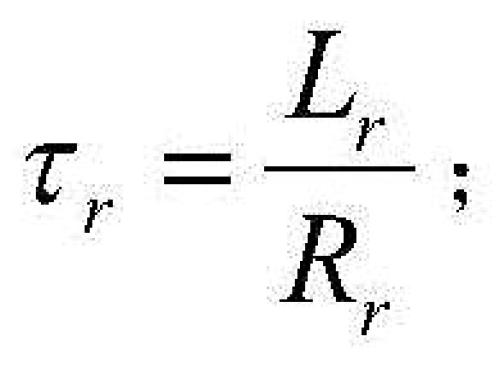 τ_r = L_r / R_r ;